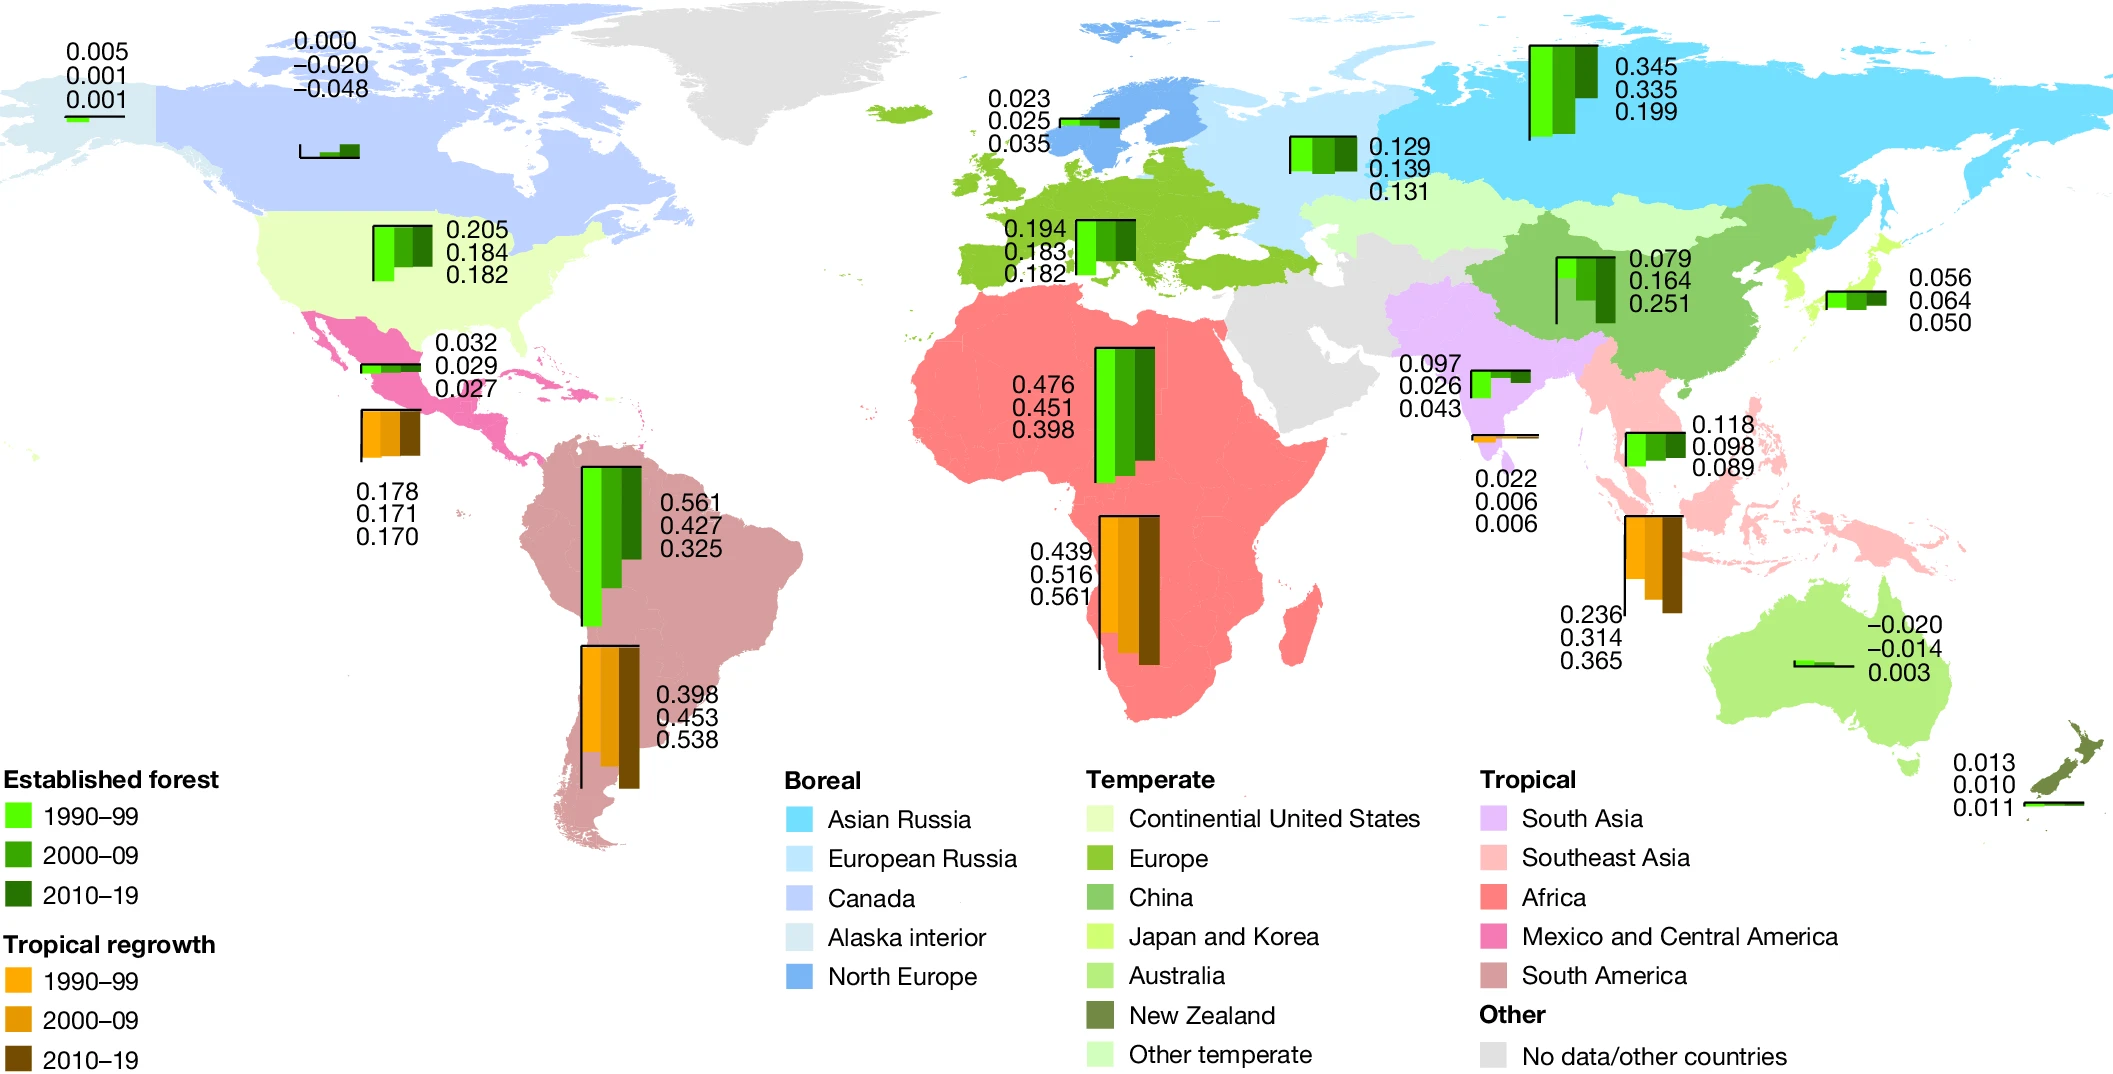 0.005
0.001
0.001
0.000
−0.020
−0.048
0.023
0.025
0.035
0.345
0.335
0.199
0.129
0.139
0.131
0.205
0.184
0.182
0.194
0.183
0.182
0.079
0.164
0.251
0.056
0.064
0.050
0.032
0.029
0.027
0.476
0.451
0.398
0.097
0.026
0.043
0.118
0.098
0.089
0.178
0.171
0.170
0.561
0.427
0.325
0.022
0.006
0.006
0.439
0.516
0.561
0.236
0.314
0.365
−0.020
−0.014
0.003
0.398
0.453
0.538
0.013
0.010
0.011
Established forest
1990–99
2000–09
2010–19
Tropical regrowth
1990–99
2000–09
2010–19
Boreal
Asian Russia
European Russia
Canada
Alaska interior
North Europe
Temperate
Continential United States
Europe
China
Japan and Korea
Australia
New Zealand
Other temperate
Tropical
South Asia
Southeast Asia
Africa
Mexico and Central America
South America
Other
No data/other countries